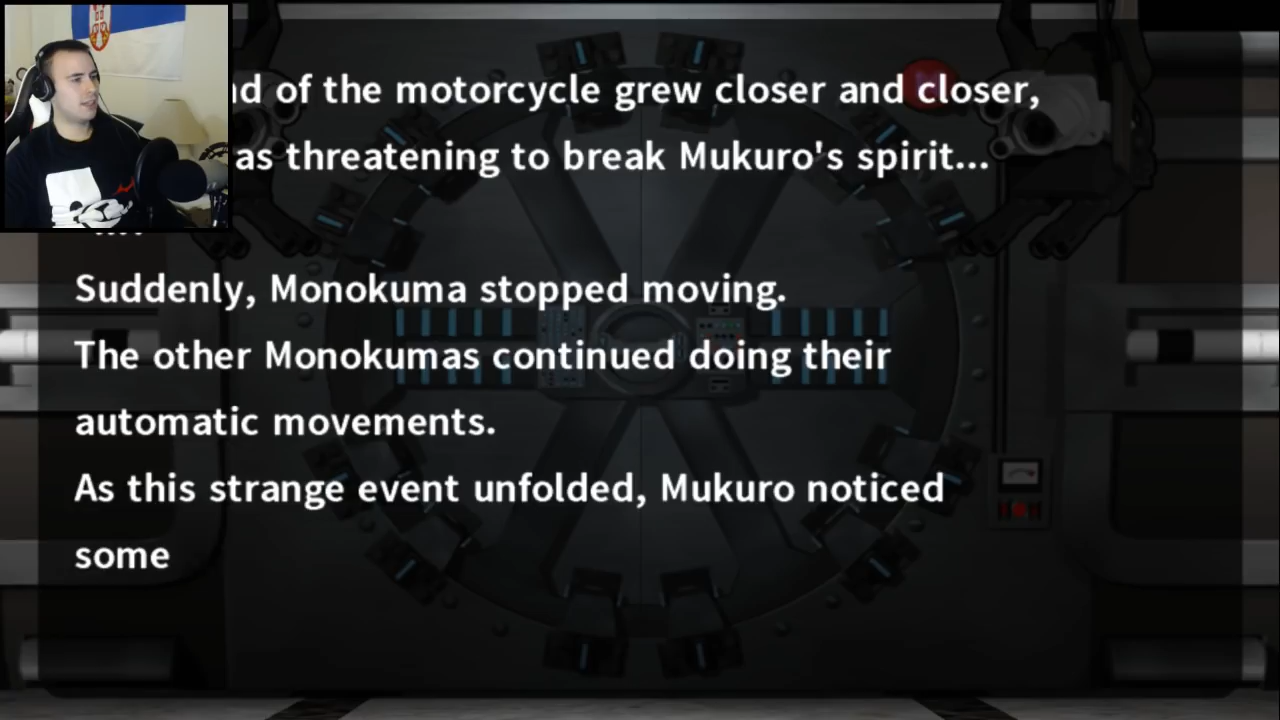 of the motorcycle grew closer and closer,
as threatening to break Mukuro's spirit...
Suddenly, Monokuma stopped moving.
The other Monokumas continued doing their
automatic movements.
As this strange event unfolded, Mukuro noticed
some